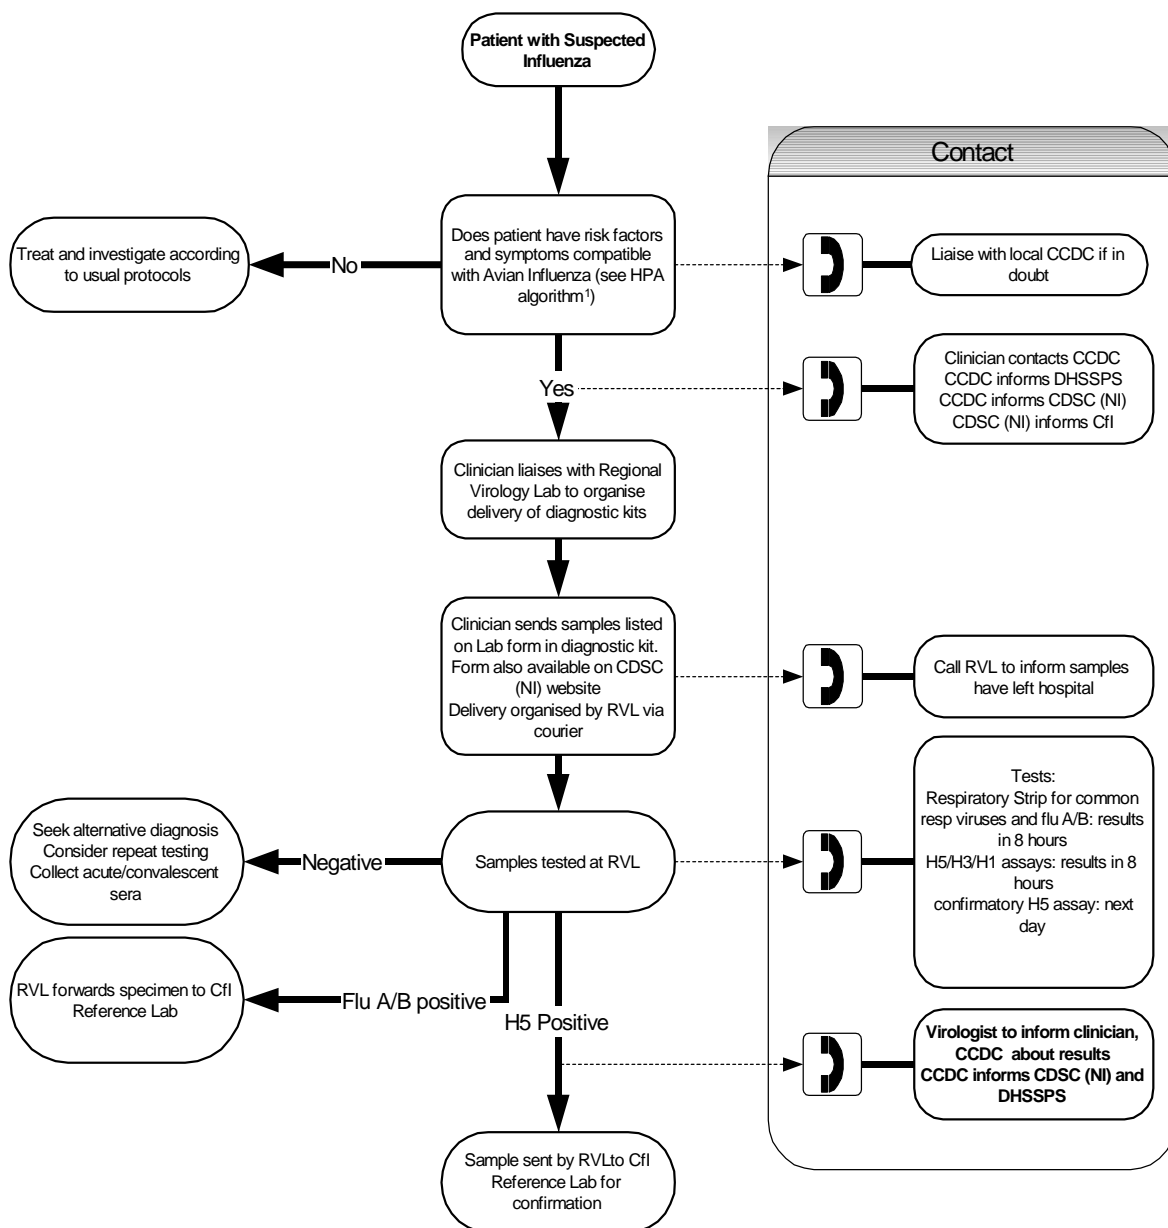 Patient with Suspected
Influenza
Contact
Does patient have risk factors
and symptoms compatible
with Avian Influenza (see HPA
algorithm¹)
No
Treat and investigate according
to usual protocols
Liaise with local CCDC if in
doubt
Yes
Clinician contacts CCDC
CCDC informs DHSSPS
CCDC informs CDSC (NI)
CDSC (NI) informs CfI
Clinician liaises with Regional
Virology Lab to organise
delivery of diagnostic kits
Clinician sends samples listed
on Lab form in diagnostic kit.
Form also available on CDSC
(NI) website
Delivery organised by RVL via
courier
Call RVL to inform samples
have left hospital
Samples tested at RVL
Negative
Seek alternative diagnosis
Consider repeat testing
Collect acute/convalescent
sera
Tests:
Respiratory Strip for common
resp viruses and flu A/B: results
in 8 hours
H5/H3/H1 assays: results in 8
hours
confirmatory H5 assay: next
day
Flu A/B positive
RVL forwards specimen to CfI
Reference Lab
H5 Positive
Virologist to inform clinician,
CCDC about results
CCDC informs CDSC (NI) and
DHSSPS
Sample sent by RVLto CfI
Reference Lab for
confirmation